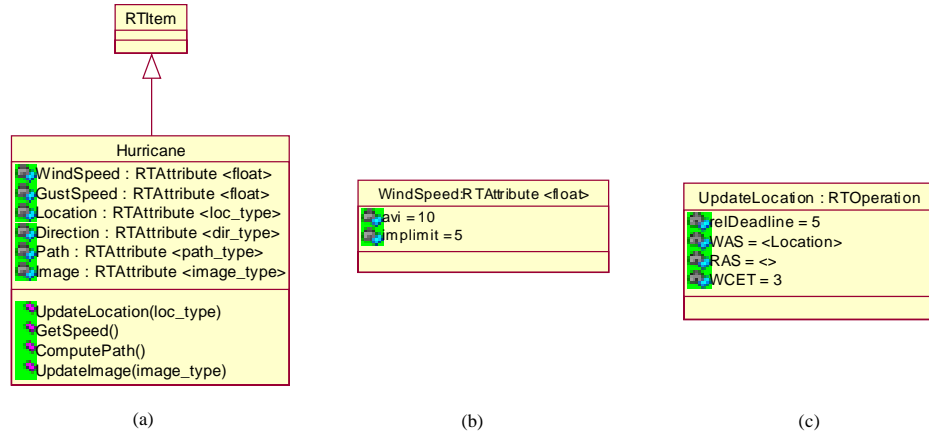 RTItem
Hurricane
WindSpeed : RTAttribute <float>
GustSpeed : RTAttribute <float>
Location : RTAttribute <loc_type>
Direction : RTAttribute <dir_type>
Path : RTAttribute <path_type>
Image : RTAttribute <image_type>
UpdateLocation(loc_type)
GetSpeed()
ComputePath()
UpdateImage(image_type)
(a)
WindSpeed:RTAttribute <float>
avi = 10
implimit = 5
(b)
UpdateLocation : RTOperation
relDeadline = 5
WAS = <Location>
RAS = <>
WCET = 3
(c)